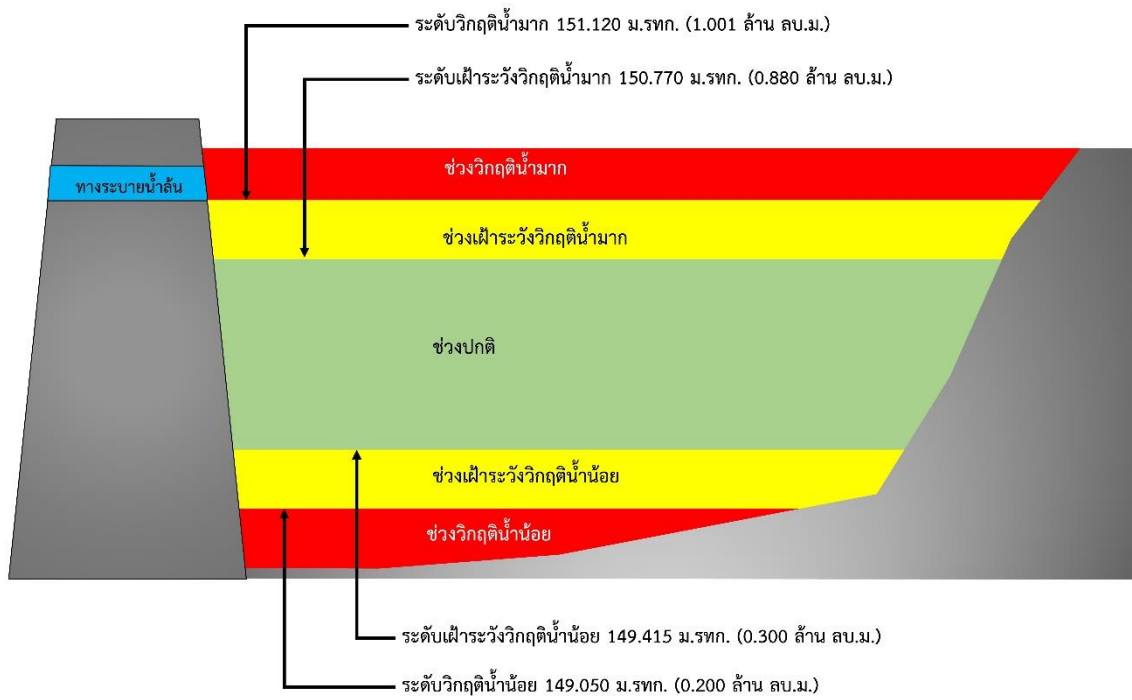 ระดับวิกฤติน้ำมาก 151.120 ม.รทก. (1.001 ล้าน ลบ.ม.)
ระดับเฝ้าระวังวิกฤติน้ำมาก 150.770 ม.รทก. (0.880 ล้าน ลบ.ม.)
ช่วงวิกฤติน้ำมาก
ทางระบายน้ำล้น
ช่วงเฝ้าระวังวิกฤติน้ำมาก
ช่วงปกติ
ช่วงเฝ้าระวังวิกฤติน้ำน้อย
ช่วงวิกฤติน้ำน้อย
ระดับเฝ้าระวังวิกฤติน้ำน้อย 149.415 ม.รทก. (0.300 ล้าน ลบ.ม.)
ระดับวิกฤติน้ำน้อย 149.050 ม.รทก. (0.200 ล้าน ลบ.ม.)